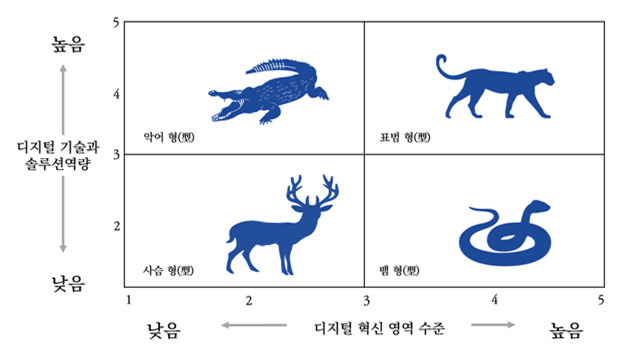 5
높음
4
악어 형(型)
표범 형(型)
디지털 기술과
솔루션역량
3
2
사슴 형(型)
뱀 형(型)
낮음
1
2
3
4
5
낮음
디지털 혁신 영역 수준
높음